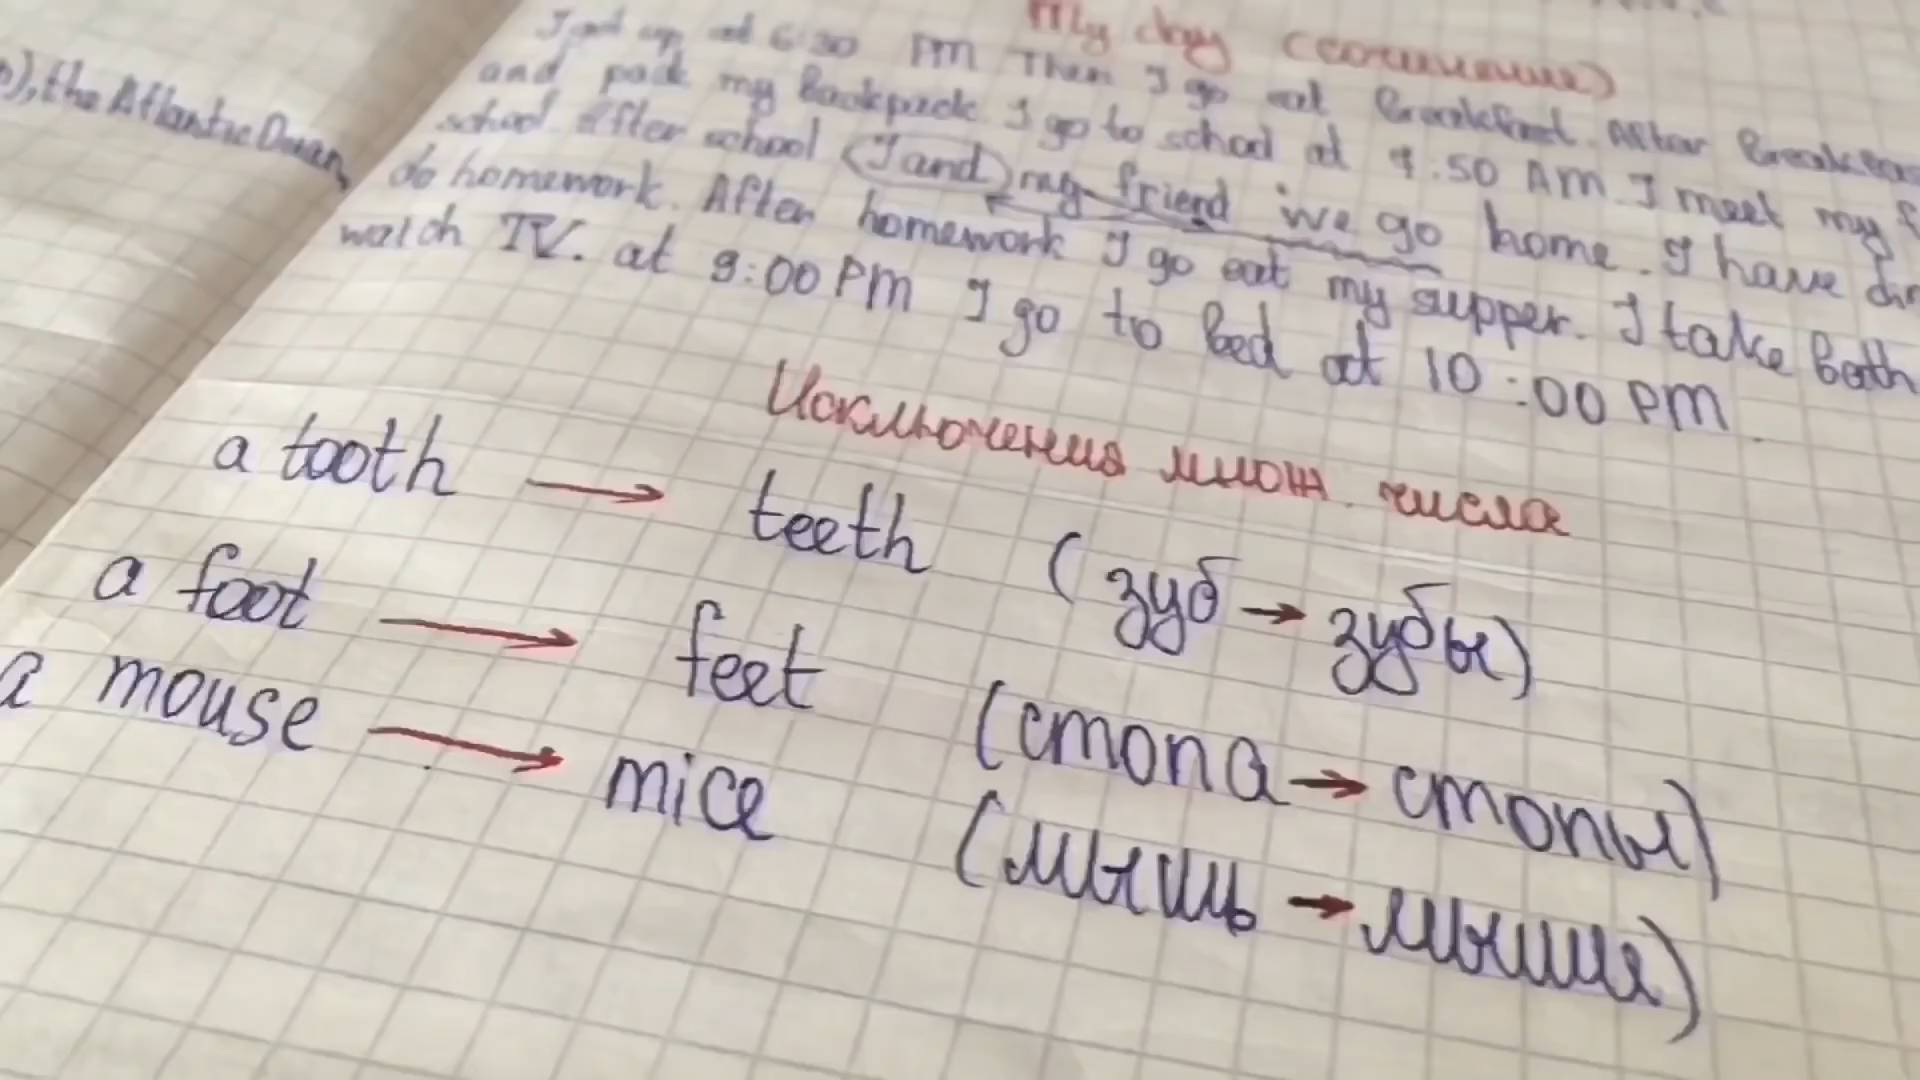 ), the Atlantic Ocean,
My day (сочинение)
I get up at 6:30 PM Then I go eat Breakfast. After Breakfas
and pack my Backpack I go to school at 7:50 AM. I meet my f
school After school I and my friend we go home. I have din
do homework. After homework I go eat my supper. I take Bath
watch TV. at 9:00 PM I go to Bed at 10:00 PM.
Исключения множ. числа
a tooth → teeth (зуб → зубы)
a foot → feet (стопа → стопы)
a mouse → mice (мышь → мыши)